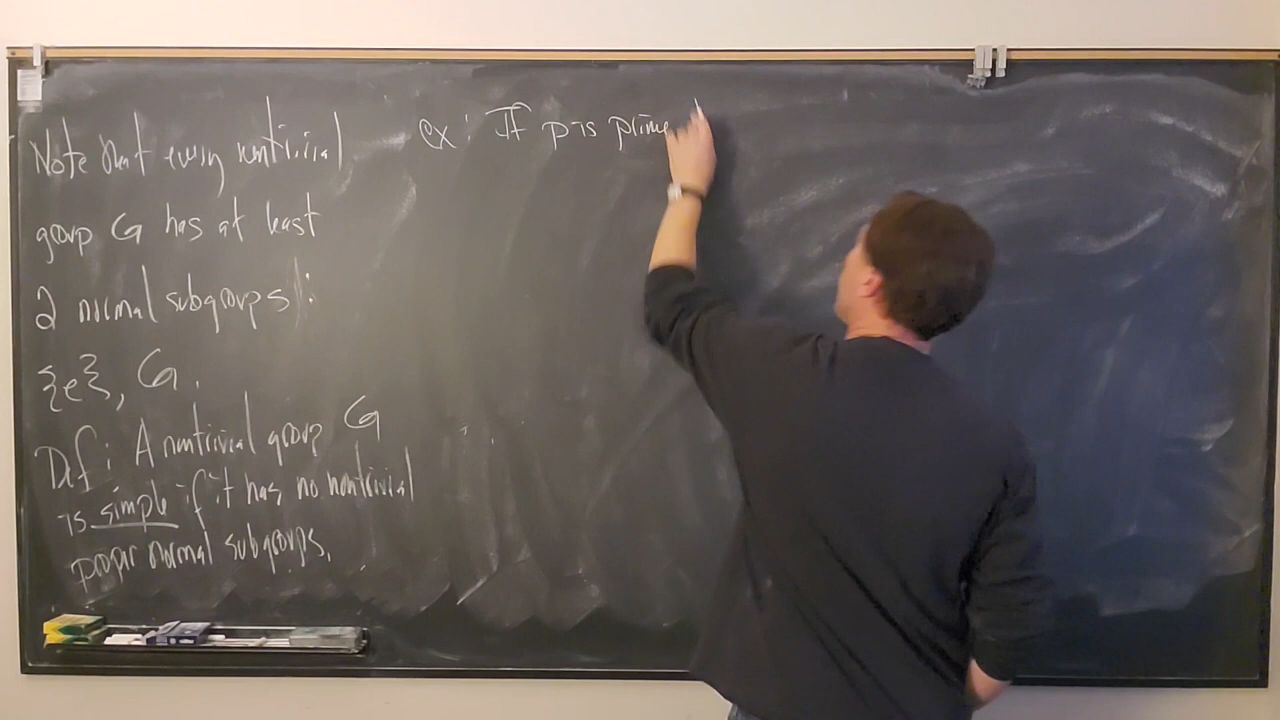 Note that every nontrivial
group G has at least
2 normal subgroups:
{e}, G.
Def: A nontrivial group G
is simple if it has no nontrivial
proper normal subgroups.
ex: If p is prime